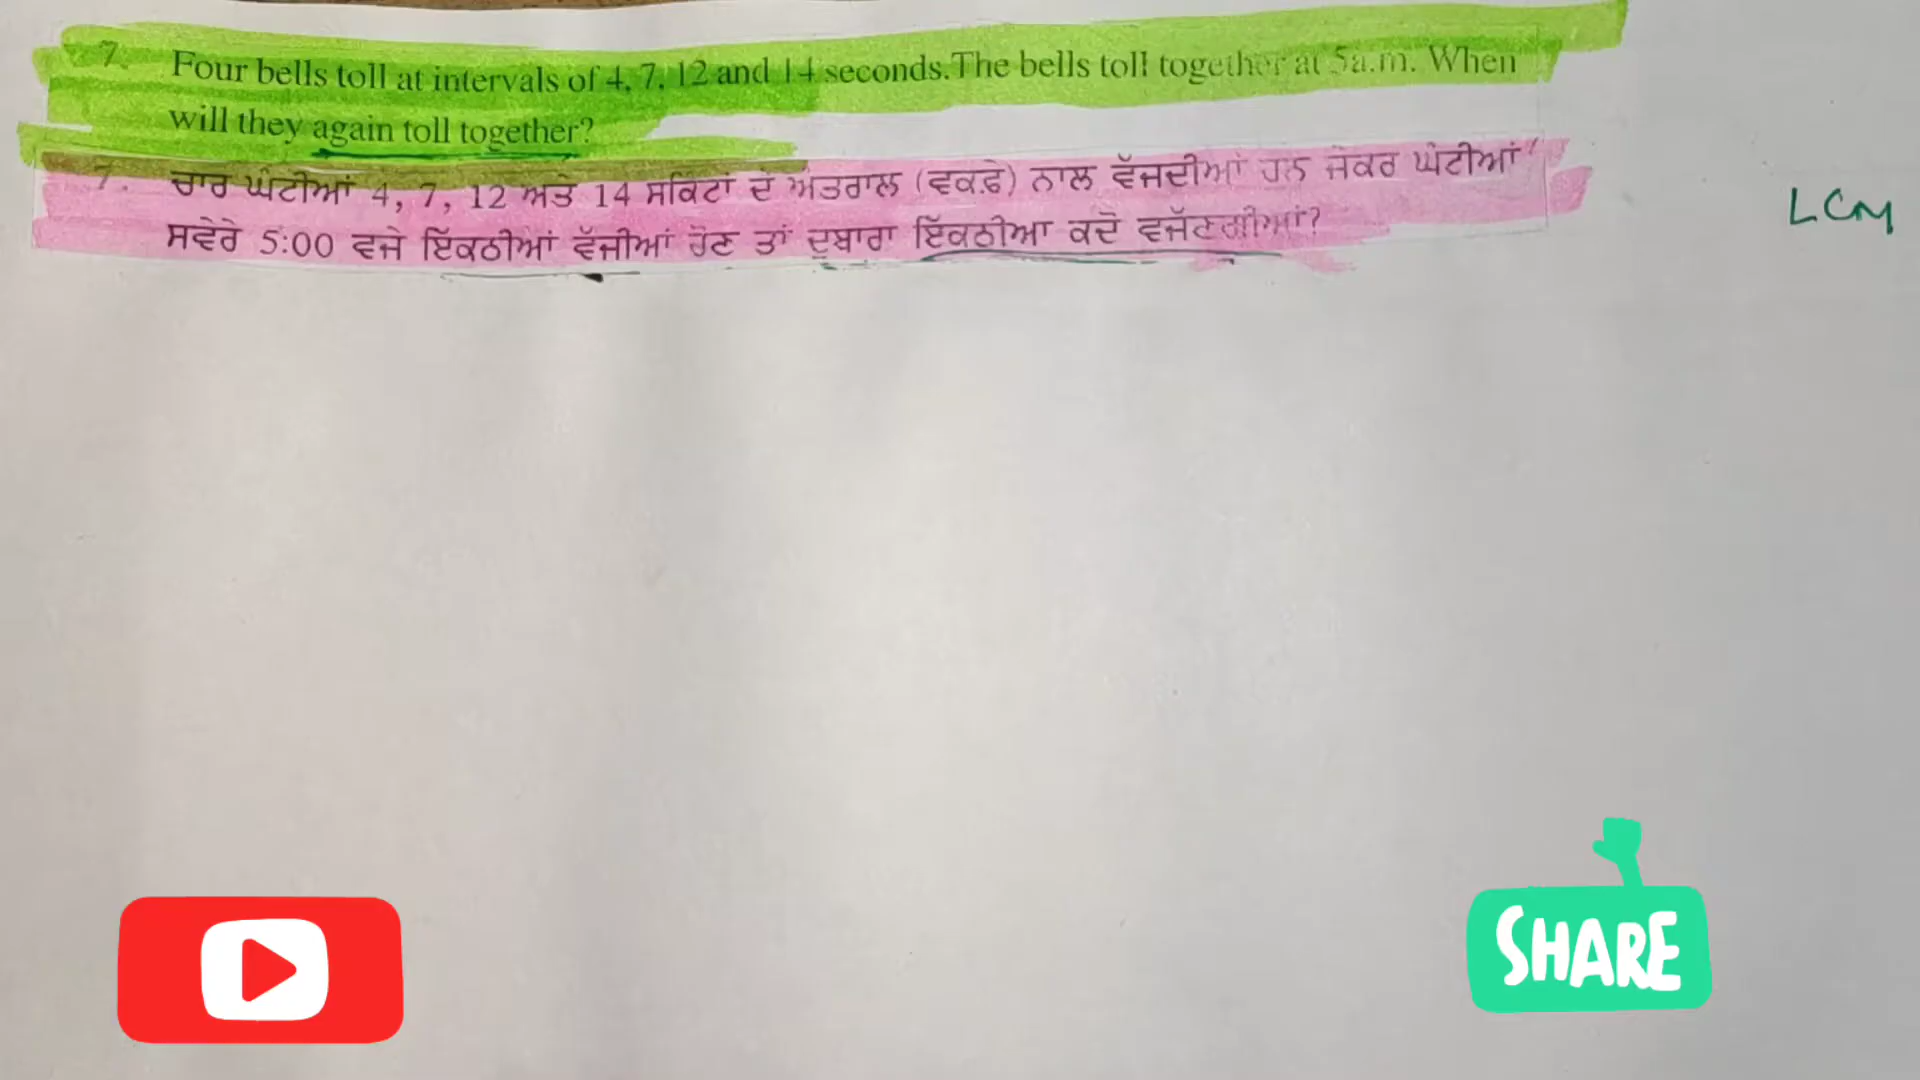 7. Four bells toll at intervals of 4, 7, 12 and 14 seconds.The bells toll together at 5a.m. When
will they again toll together?
7. ਚਾਰ ਘੰਟੀਆਂ 4, 7, 12 ਅਤੇ 14 ਸਕਿਟਾਂ ਦੇ ਅੰਤਰਾਲ (ਵਕਫ਼ੇ) ਨਾਲ ਵੱਜਦੀਆਂ ਹਨ ਜੇਕਰ ਘੰਟੀਆਂ
ਸਵੇਰੇ 5:00 ਵਜੇ ਇੱਕਠੀਆਂ ਵੱਜੀਆਂ ਹੋਣ ਤਾਂ ਦੁਬਾਰਾ ਇੱਕਠੀਆ ਕਦੋ ਵਜੱਣਗੀਆਂ?
LCM
SHARE